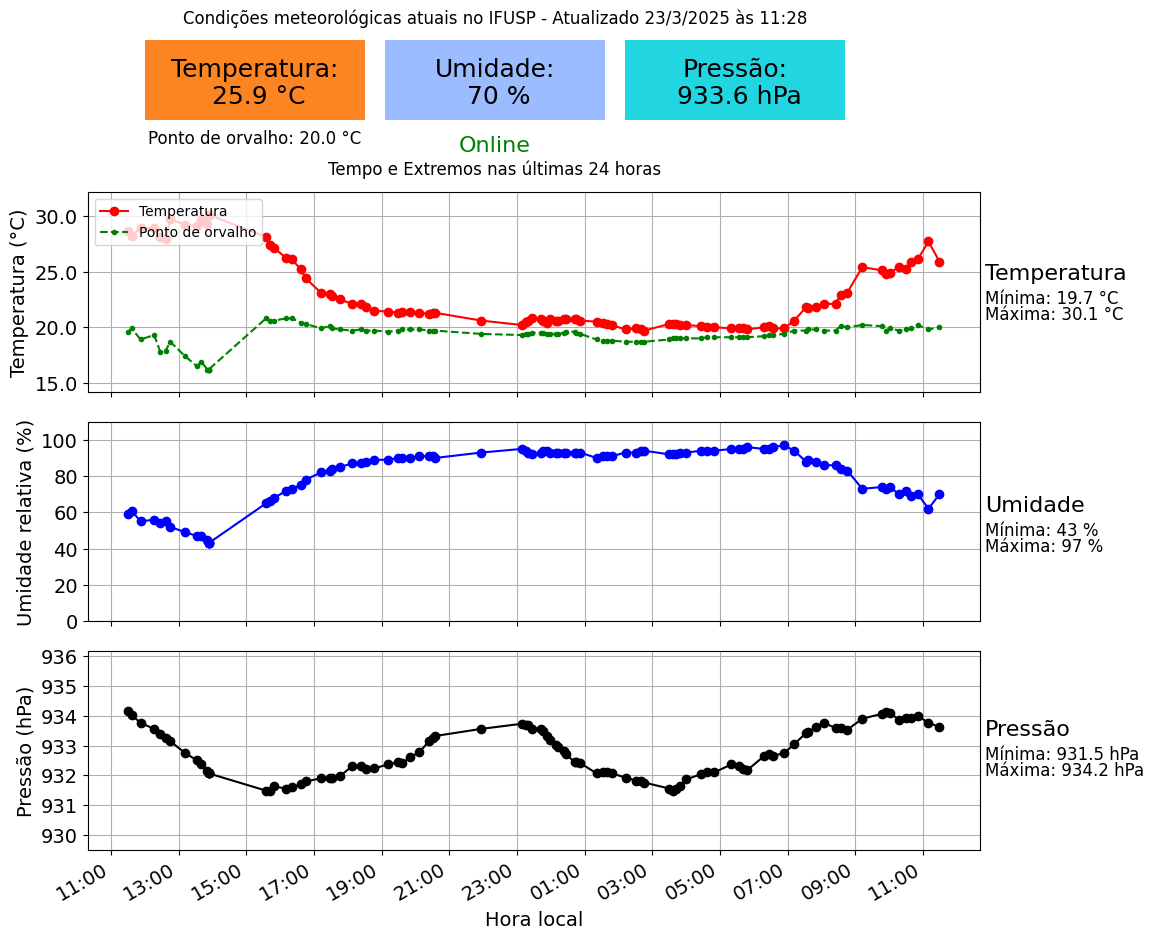 Condições meteorológicas atuais no IFUSP - Atualizado 23/3/2025 às 11:28
Temperatura:
25.9 °C
Umidade:
70 %
Pressão:
933.6 hPa
Ponto de orvalho: 20.0 °C
Online
Tempo e Extremos nas últimas 24 horas
Temperatura (°C)
30.0
25.0
20.0
15.0
Temperatura
Ponto de orvalho
Temperatura
Mínima: 19.7 °C
Máxima: 30.1 °C
Umidade relativa (%)
100
80
60
40
20
0
Umidade
Mínima: 43 %
Máxima: 97 %
Pressão (hPa)
936
935
934
933
932
931
930
Pressão
Mínima: 931.5 hPa
Máxima: 934.2 hPa
11:00
13:00
15:00
17:00
19:00
21:00
23:00
01:00
03:00
05:00
07:00
09:00
11:00
Hora local